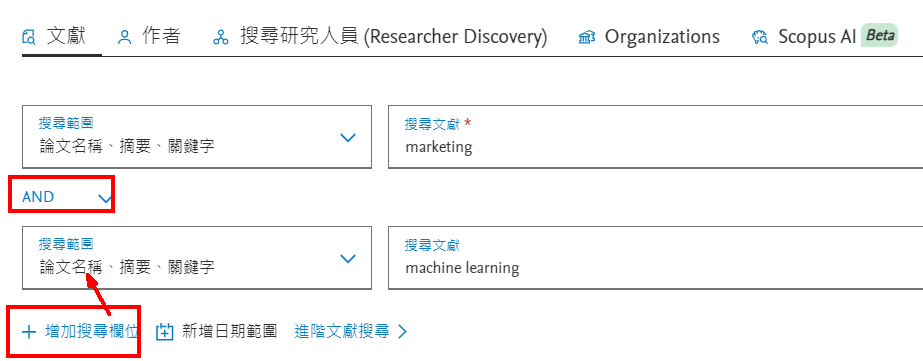 文獻 作者 搜尋研究人員 (Researcher Discovery) Organizations Scopus AI Beta
搜尋範圍 搜尋文獻 *
論文名稱、摘要、關鍵字 marketing
AND
搜尋範圍 搜尋文獻
論文名稱、摘要、關鍵字 machine learning
增加搜尋欄位 新增日期範圍 進階文獻搜尋